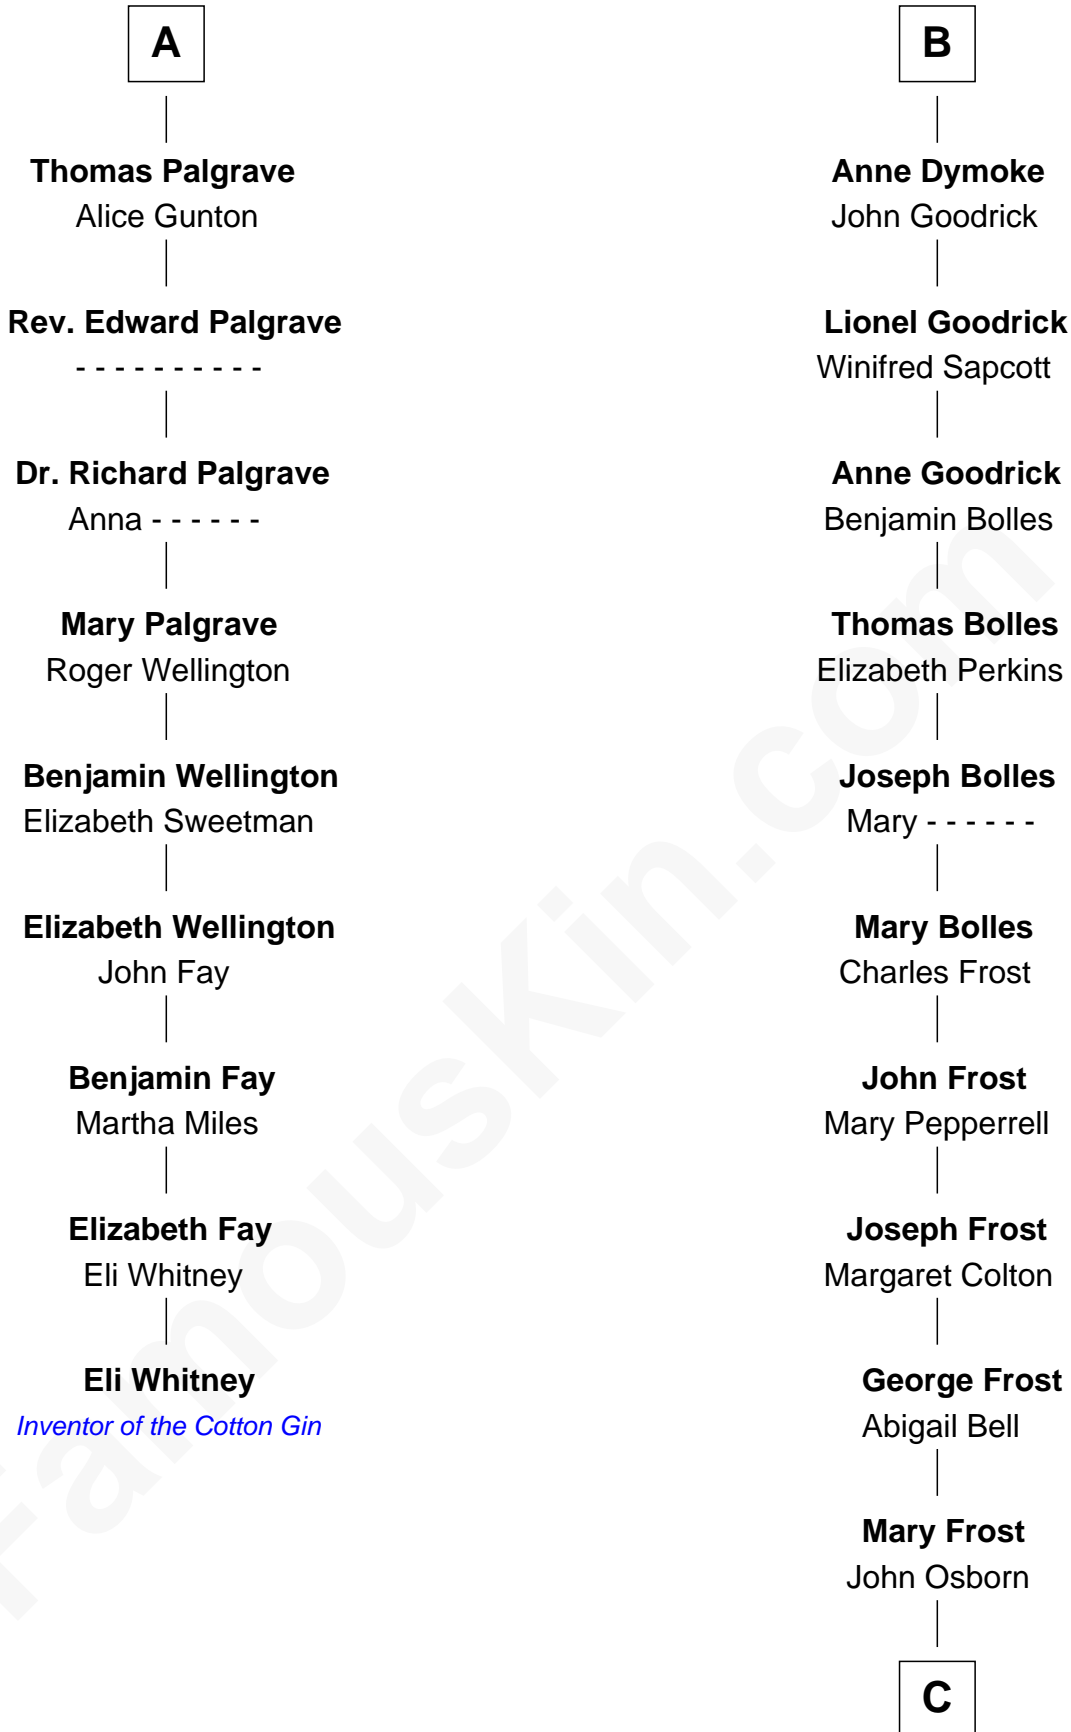 A
Thomas Palgrave
Alice Gunton
Rev. Edward Palgrave
- - - - - - - - - -
Dr. Richard Palgrave
Anna - - - - - -
Mary Palgrave
Roger Wellington
Benjamin Wellington
Elizabeth Sweetman
Elizabeth Wellington
John Fay
Benjamin Fay
Martha Miles
Elizabeth Fay
Eli Whitney
Eli Whitney
Inventor of the Cotton Gin
B
Anne Dymoke
John Goodrick
Lionel Goodrick
Winifred Sapcott
Anne Goodrick
Benjamin Bolles
Thomas Bolles
Elizabeth Perkins
Joseph Bolles
Mary - - - - - -
Mary Bolles
Charles Frost
John Frost
Mary Pepperrell
Joseph Frost
Margaret Colton
George Frost
Abigail Bell
Mary Frost
John Osborn
C
FamousKin.com